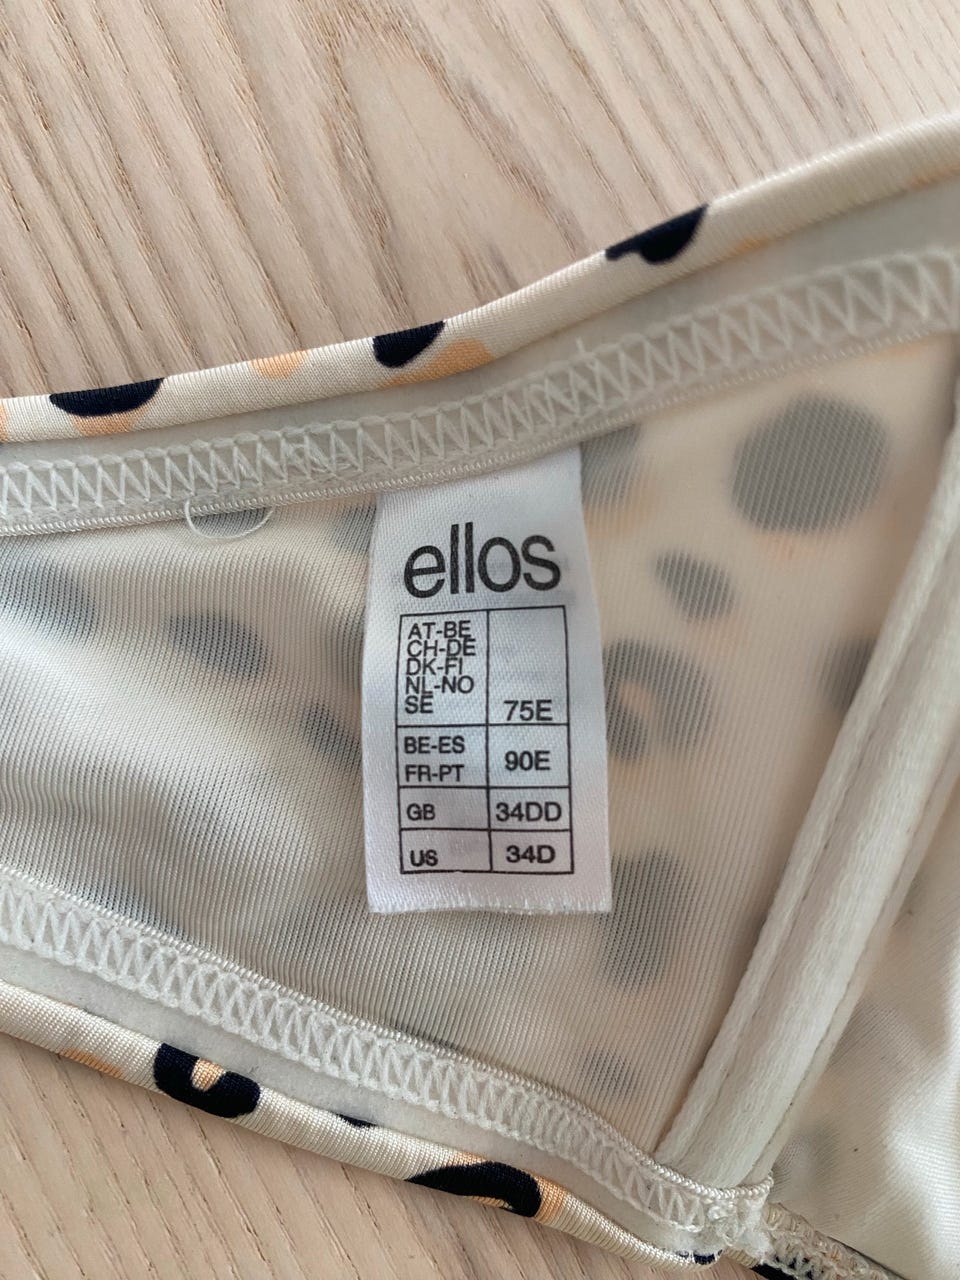 ellos
AT-BE
CH-DE
DK-FI
NL-NO
SE 75E
BE-ES
FR-PT 90E
GB 34DD
US 34D